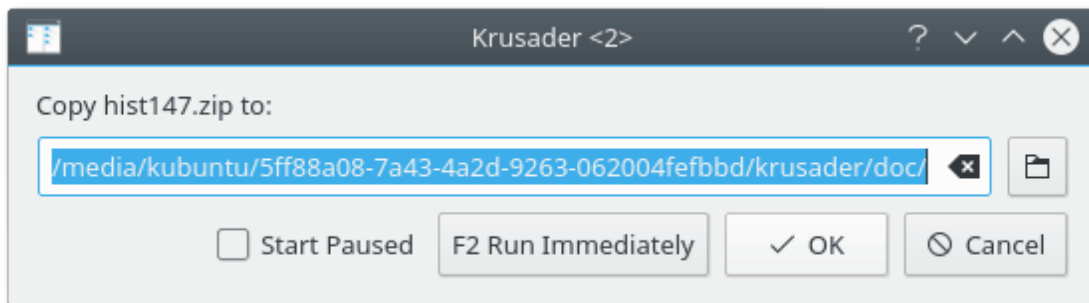 Krusader <2>
?
Copy hist147.zip to:
/media/kubuntu/5ff88a08-7a43-4a2d-9263-062004fefbbd/krusader/doc/
Start Paused F2 Run Immediately OK Cancel